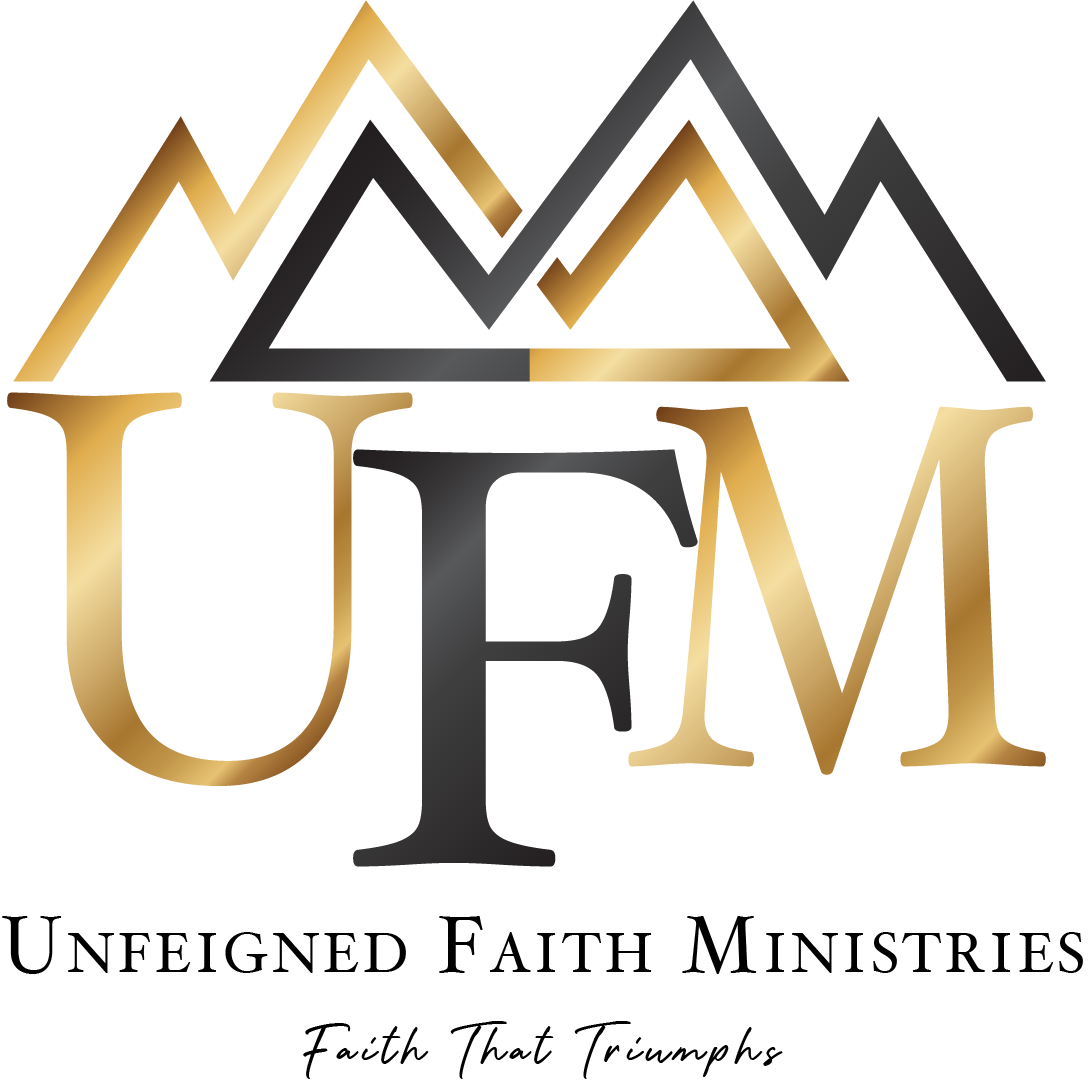 UFM
UNFEIGNED FAITH MINISTRIES
Faith That Triumphs